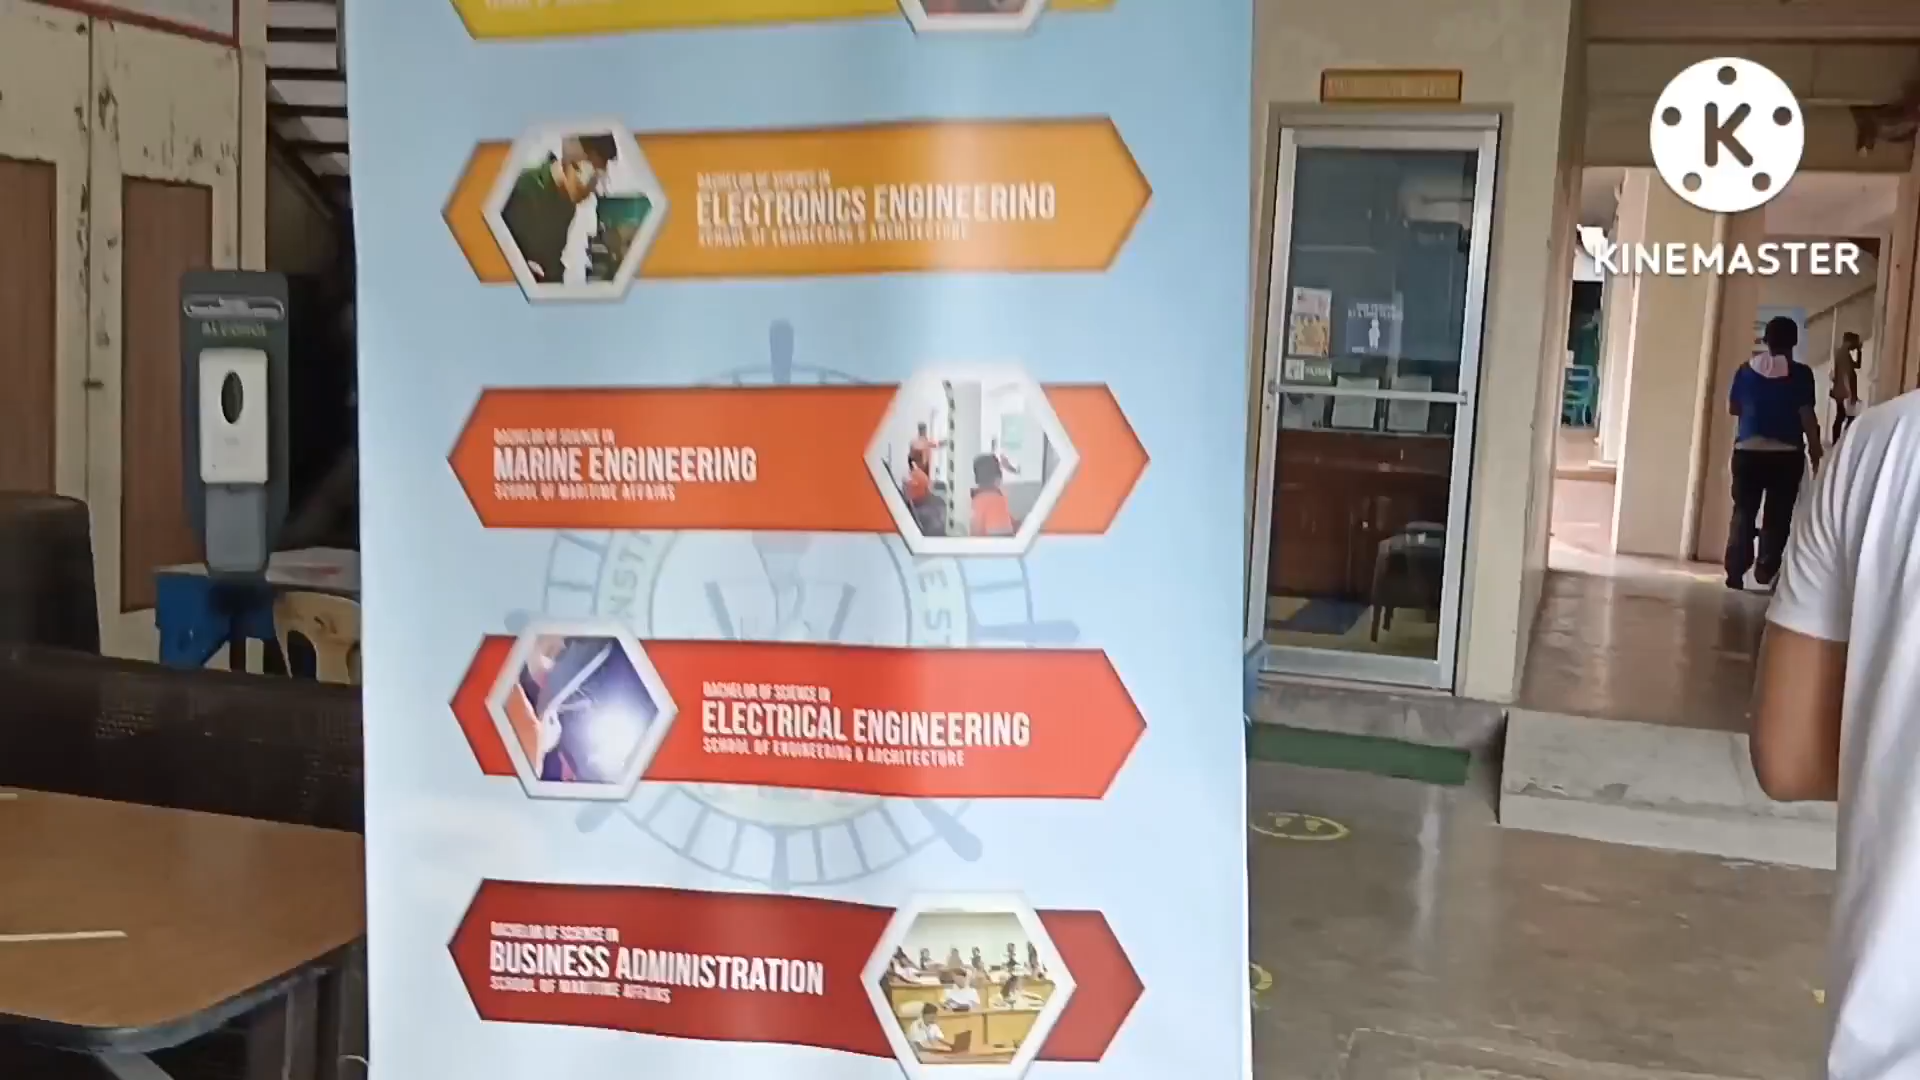 BACHELOR OF SCIENCE IN
ELECTRONICS ENGINEERING
SCHOOL OF ENGINEERING & ARCHITECTURE
BACHELOR OF SCIENCE IN
MARINE ENGINEERING
SCHOOL OF MARITIME AFFAIRS
BACHELOR OF SCIENCE IN
ELECTRICAL ENGINEERING
SCHOOL OF ENGINEERING & ARCHITECTURE
BACHELOR OF SCIENCE IN
BUSINESS ADMINISTRATION
SCHOOL OF MARITIME AFFAIRS
ALCOHOL
K
KINEMASTER